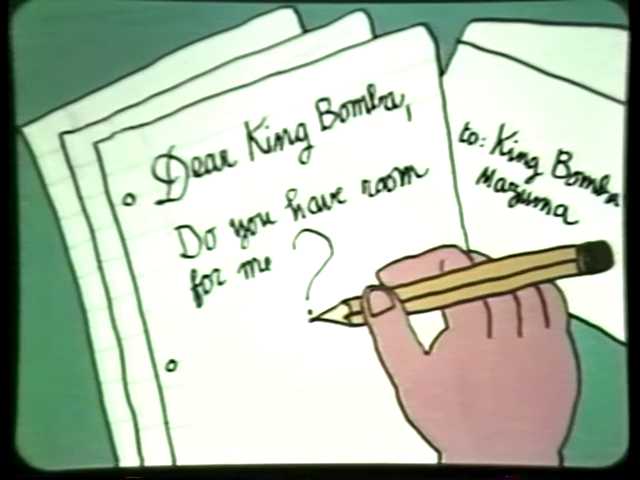 Dear King Bomba,
Do you have room
for me?
to: King Bomba
Mazuma